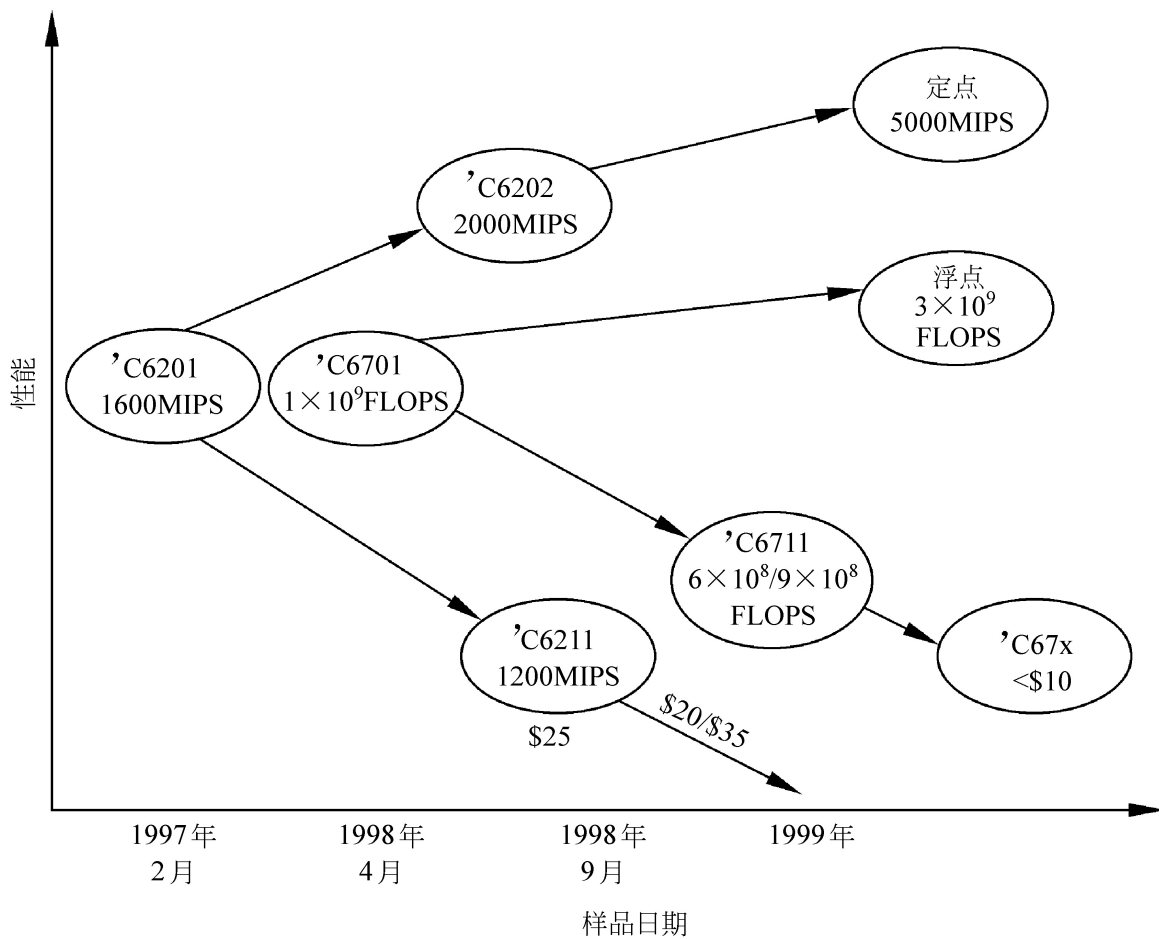 定点
5000MIPS
’C6202
2000MIPS
浮点
3×10⁹
FLOPS
’C6201
1600MIPS
’C6701
1×10⁹FLOPS
性能
’C6711
6×10⁸/9×10⁸
FLOPS
’C6211
1200MIPS
$25
$20/$35
’C67x
<$10
1997年
2月
1998年
4月
1998年
9月
1999年
样品日期